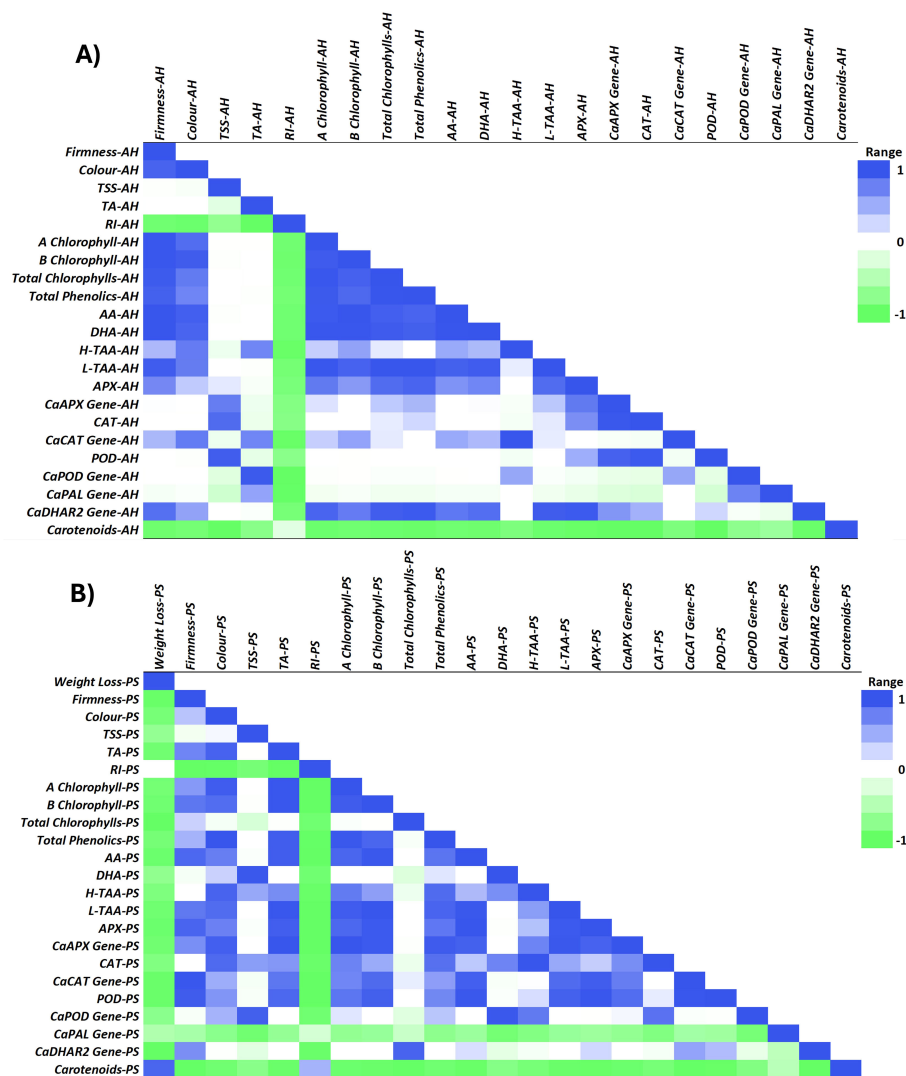 A)
Firmness-AH
Colour-AH
TSS-AH
TA-AH
RI-AH
A Chlorophyll-AH
B Chlorophyll-AH
Total Chlorophylls-AH
Total Phenolics-AH
AA-AH
DHA-AH
H-TAA-AH
L-TAA-AH
APX-AH
CaAPX Gene-AH
CAT-AH
CaCAT Gene-AH
POD-AH
CaPOD Gene-AH
CaPAL Gene-AH
CaDHAR2 Gene-AH
Carotenoids-AH
Firmness-AH
Colour-AH
TSS-AH
TA-AH
RI-AH
A Chlorophyll-AH
B Chlorophyll-AH
Total Chlorophylls-AH
Total Phenolics-AH
AA-AH
DHA-AH
H-TAA-AH
L-TAA-AH
APX-AH
CaAPX Gene-AH
CAT-AH
CaCAT Gene-AH
POD-AH
CaPOD Gene-AH
CaPAL Gene-AH
CaDHAR2 Gene-AH
Carotenoids-AH
Range
1
0
-1
B)
Weight Loss-PS
Firmness-PS
Colour-PS
TSS-PS
TA-PS
RI-PS
A Chlorophyll-PS
B Chlorophyll-PS
Total Chlorophylls-PS
Total Phenolics-PS
AA-PS
DHA-PS
H-TAA-PS
L-TAA-PS
APX-PS
CaAPX Gene-PS
CAT-PS
CaCAT Gene-PS
POD-PS
CaPOD Gene-PS
CaPAL Gene-PS
CaDHAR2 Gene-PS
Carotenoids-PS
Weight Loss-PS
Firmness-PS
Colour-PS
TSS-PS
TA-PS
RI-PS
A Chlorophyll-PS
B Chlorophyll-PS
Total Chlorophylls-PS
Total Phenolics-PS
AA-PS
DHA-PS
H-TAA-PS
L-TAA-PS
APX-PS
CaAPX Gene-PS
CAT-PS
CaCAT Gene-PS
POD-PS
CaPOD Gene-PS
CaPAL Gene-PS
CaDHAR2 Gene-PS
Carotenoids-PS
Range
1
0
-1